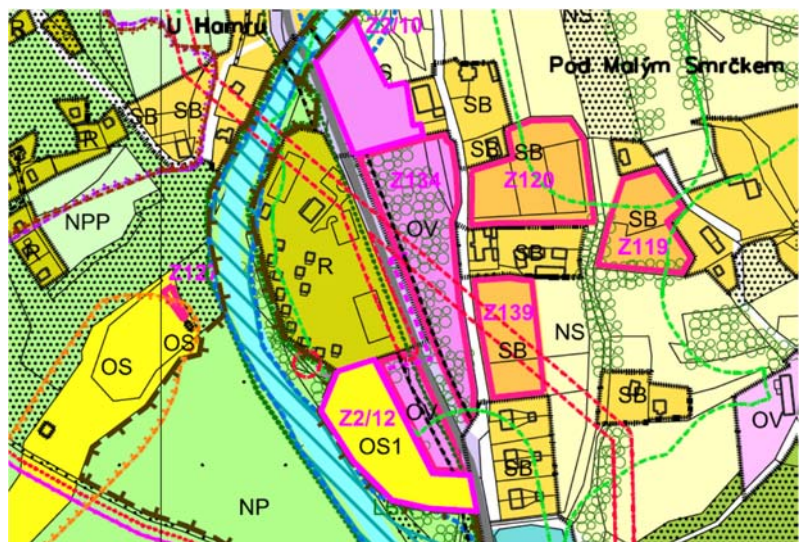 U Hamru
Z2/10
NS
R
S
Pod Malým Smrčkem
SB
SB
SB
R
SB
SB
Z134
Z120
NPP
OV
SB
SB
Z119
R
R
OS
OS
Z139
SB
NS
Z2/12
OV
OS1
SB
OV
SB
NP